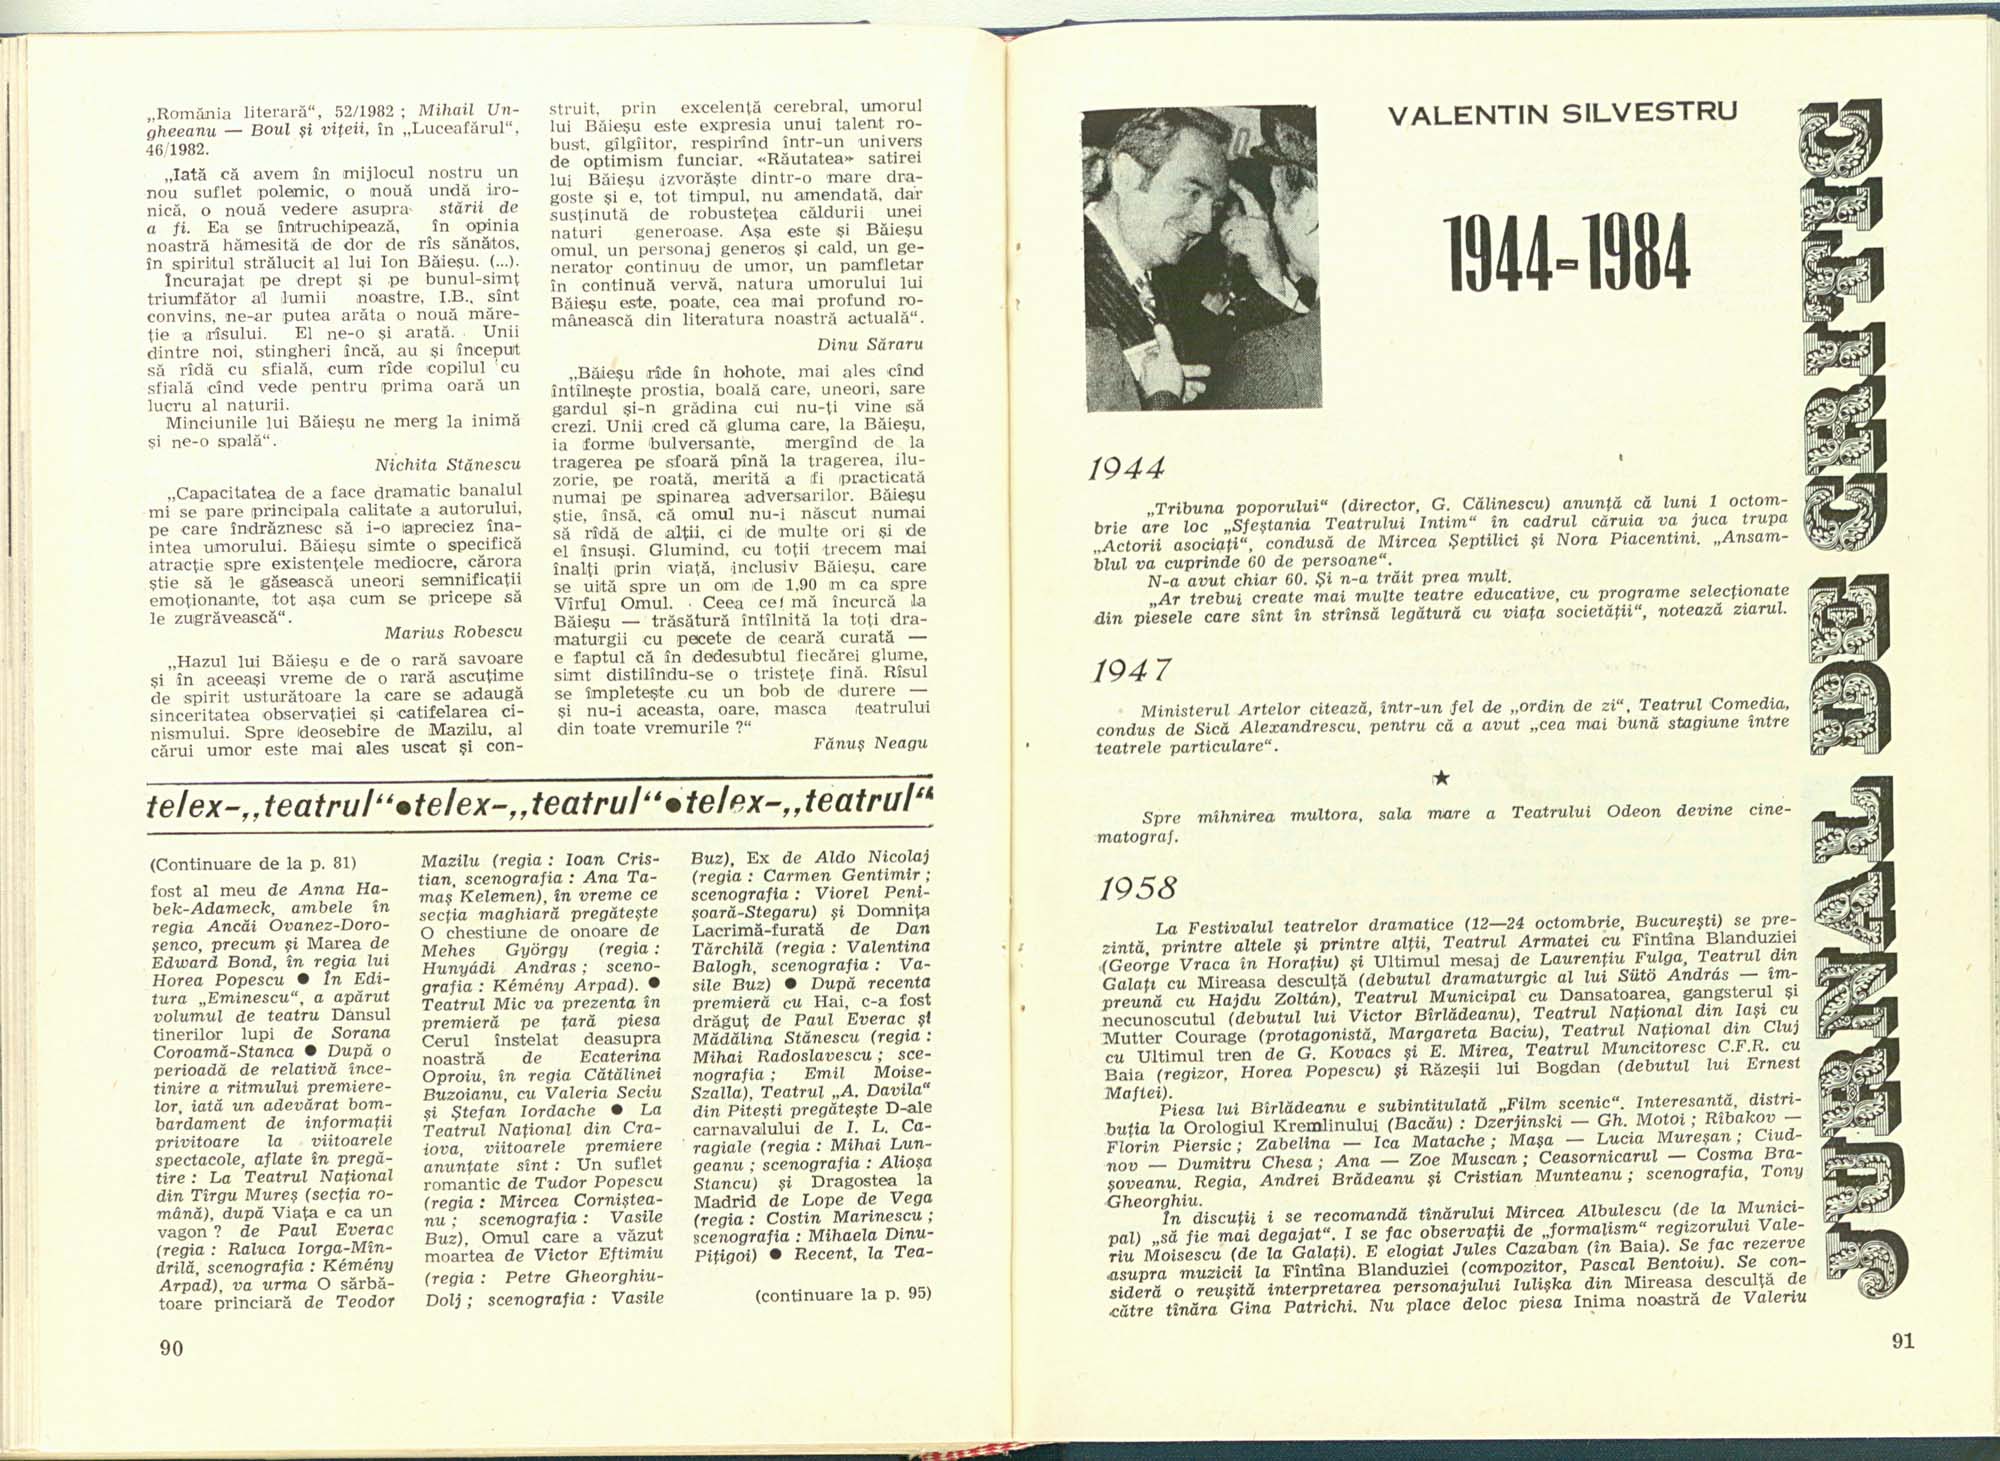 „România literară“, 52/1982 ; Mihail Un-
gheeanu — Boul și viței, în „Luceafărul“,
46/1982.
„Iată că avem în mijlocul nostru un
nou suflet polemic, o nouă undă iro-
nică, o nouă vedere asupra stării de
a fi. Ea se întruchipează, în opinia
noastră hămesită de dor de rîs sănătos,
în spiritul strălucit al lui Ion Băieșu. (...).
Încurajat pe drept și pe bunul-simț
triumfător al lumii noastre, I.B., sînt
convins, ne-ar putea arăta o nouă măre-
ție a rîsului. El ne-o și arată. Unii
dintre noi, stingheri încă, au și început
să rîdă cu sfială, cum rîde copilul cu
sfială cînd vede pentru prima oară un
lucru al naturii.
Minciunile lui Băieșu ne merg la inimă
și ne-o spală“.
Nichita Stănescu
„Capacitatea de a face dramatic banalul
mi se pare principala calitate a autorului,
pe care îndrăznesc să i-o apreciez îna-
intea umorului. Băieșu simte o specifică
atracție spre existențele mediocre, cărora
știe să le găsească uneori semnificații
emoționante, tot așa cum se pricepe să
le zugrăvească“.
Marius Robescu
„Hazul lui Băieșu e de o rară savoare
și în aceeași vreme de o rară ascuțime
de spirit usturătoare la care se adaugă
sinceritatea observației și catifelarea ci-
nismului. Spre deosebire de Mazilu, al
cărui umor este mai ales uscat și con-
struit, prin excelență cerebral, umorul
lui Băieșu este expresia unui talent ro-
bust, gîlgîitor, respirînd într-un univers
de optimism funciar. «Răutatea» satirei
lui Băieșu izvorăște dintr-o mare dra-
goste și e, tot timpul, nu amendată, dar
susținută de robustețea căldurii unei
naturi generoase. Așa este și Băieșu
omul, un personaj generos și cald, un ge-
nerator continuu de umor, un pamfletar
în continuă vervă, natura umorului lui
Băieșu este, poate, cea mai profund ro-
mânească din literatura noastră actuală“.
Dinu Săraru
„Băieșu rîde în hohote, mai ales cînd
întîlnește prostia, boală care, uneori, sare
gardul și-n grădina cui nu-ți vine să
crezi. Unii cred că gluma care, la Băieșu,
ia forme bulversante, mergînd de la
tragerea pe sfoară pînă la tragerea, ilu-
zorie, pe roată, merită a fi practicată
numai pe spinarea adversarilor. Băieșu
știe, însă, că omul nu-i născut numai
să rîdă de alții, ci de multe ori și de
el însuși. Glumind, cu toții trecem mai
înalți prin viață, inclusiv Băieșu, care
se uită spre un om de 1,90 m ca spre
Vîrful Omul. Ceea ce mă încurcă la
Băieșu — trăsătură întîlnită la toți dra-
maturgii cu pecete de ceară curată —
e faptul că în dedesubtul fiecărei glume,
simt distilîndu-se o tristețe fină. Rîsul
se împletește cu un bob de durere —
și nu-i aceasta, oare, masca teatrului
din toate vremurile ?“
Fănuș Neagu
telex-„teatrul“●telex-„teatrul“●telex-„teatrul“
(Continuare de la p. 81)
fost al meu de Anna Ha-
bek-Adameck, ambele în
regia Ancăi Ovanez-Doro-
șenco, precum și Marea de
Edward Bond, în regia lui
Horea Popescu ● În Edi-
tura „Eminescu“, a apărut
volumul de teatru Dansul
tinerilor lupi de Sorana
Coroamă-Stanca ● După o
perioadă de relativă înce-
tinire a ritmului premiere-
lor, iată un adevărat bom-
bardament de informații
privitoare la viitoarele
spectacole, aflate în pregă-
tire : La Teatrul Național
din Tîrgu Mureș (secția ro-
mână), după Viața e ca un
vagon ? de Paul Everac
(regia : Raluca Iorga-Mîn-
drilă, scenografia : Kémény
Arpad), va urma O sărbă-
toare princiară de Teodor
Mazilu (regia : Ioan Cris-
tian, scenografia : Ana Ta-
maș Kelemen), în vreme ce
secția maghiară pregătește
O chestiune de onoare de
Mehes György (regia :
Hunyádi Andras ; sceno-
grafia : Kémény Arpad). ●
Teatrul Mic va prezenta în
premieră pe țară piesa
Cerul înstelat deasupra
noastră de Ecaterina
Oproiu, în regia Cătălinei
Buzoianu, cu Valeria Seciu
și Ștefan Iordache ● La
Teatrul Național din Cra-
iova, viitoarele premiere
anunțate sînt : Un suflet
romantic de Tudor Popescu
(regia : Mircea Corniștea-
nu ; scenografia : Vasile
Buz), Omul care a văzut
moartea de Victor Eftimiu
(regia : Petre Gheorghiu-
Dolj ; scenografia : Vasile
Buz), Ex de Aldo Nicolaj
(regia : Carmen Gentimir ;
scenografia : Viorel Peni-
șoară-Stegaru) și Domnița
Lacrimă-furată de Dan
Tărchilă (regia : Valentina
Balogh, scenografia : Va-
sile Buz) ● După recenta
premieră cu Hai, c-a fost
drăguț de Paul Everac și
Mădălina Stănescu (regia :
Mihai Radoslavescu ; sce-
nografia ; Emil Moise-
Szalla), Teatrul „A. Davila“
din Pitești pregătește D-ale
carnavalului de I. L. Ca-
ragiale (regia : Mihai Lun-
geanu ; scenografia : Alioșa
Stancu) și Dragostea la
Madrid de Lope de Vega
(regia : Costin Marinescu ;
scenografia : Mihaela Dinu-
Pițigoi) ● Recent, la Tea-
(continuare la p. 95)
90
VALENTIN SILVESTRU
1944-1984
JURNAL DE CRITIC
1944
„Tribuna poporului“ (director, G. Călinescu) anunță că luni 1 octom-
brie are loc „Sfeștania Teatrului Intim“ în cadrul căruia va juca trupa
„Actorii asociați“, condusă de Mircea Șeptilici și Nora Piacentini. „Ansam-
blul va cuprinde 60 de persoane“.
N-a avut chiar 60. Și n-a trăit prea mult.
„Ar trebui create mai multe teatre educative, cu programe selecționate
din piesele care sînt în strînsă legătură cu viața societății“, notează ziarul.
1947
Ministerul Artelor citează, într-un fel de „ordin de zi“, Teatrul Comedia,
condus de Sică Alexandrescu, pentru că a avut „cea mai bună stagiune între
teatrele particulare“.
★
Spre mîhnirea multora, sala mare a Teatrului Odeon devine cine-
matograf.
1958
La Festivalul teatrelor dramatice (12—24 octombrie, București) se pre-
zintă, printre altele și printre alții, Teatrul Armatei cu Fîntîna Blanduziei
(George Vraca în Horațiu) și Ultimul mesaj de Laurențiu Fulga, Teatrul din
Galați cu Mireasa desculță (debutul dramaturgic al lui Sütö András — îm-
preună cu Hajdu Zoltán), Teatrul Municipal cu Dansatoarea, gangsterul și
necunoscutul (debutul lui Victor Bîrlădeanu), Teatrul Național din Iași cu
Mutter Courage (protagonistă, Margareta Baciu), Teatrul Național din Cluj
cu Ultimul tren de G. Kovacs și E. Mirea, Teatrul Muncitoresc C.F.R. cu
Baia (regizor, Horea Popescu) și Răzeșii lui Bogdan (debutul lui Ernest
Maftei).
Piesa lui Bîrlădeanu e subintitulată „Film scenic“. Interesantă, distri-
buția la Orologiul Kremlinului (Bacău) : Dzerjinski — Gh. Motoi ; Ribakov —
Florin Piersic ; Zabelina — Ica Matache ; Mașa — Lucia Mureșan ; Ciud-
nov — Dumitru Chesa ; Ana — Zoe Muscan ; Ceasornicarul — Cosma Bra-
șoveanu. Regia, Andrei Brădeanu și Cristian Munteanu ; scenografia, Tony
Gheorghiu.
În discuții i se recomandă tînărului Mircea Albulescu (de la Munici-
pal) „să fie mai degajat“. I se fac observații de „formalism“ regizorului Vale-
riu Moisescu (de la Galați). E elogiat Jules Cazaban (în Baia). Se fac rezerve
asupra muzicii la Fîntîna Blanduziei (compozitor, Pascal Bentoiu). Se con-
sideră o reușită interpretarea personajului Iulișka din Mireasa desculță de
către tînăra Gina Patrichi. Nu place deloc piesa Inima noastră de Valeriu
91